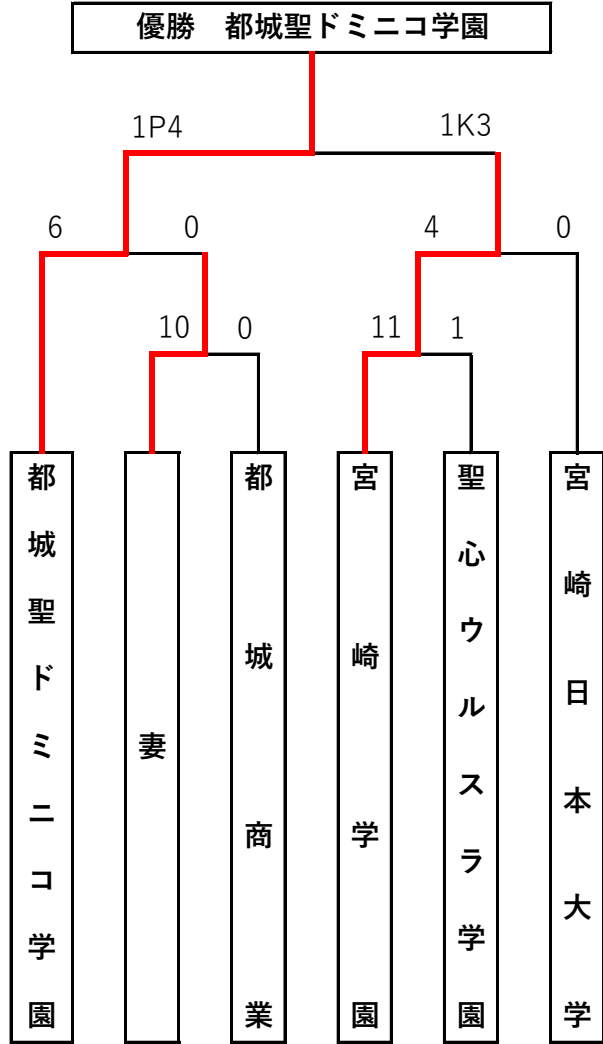 優勝　都城聖ドミニコ学園
1P4
1K3
6
0
4
0
10
0
11
1
都城聖ドミニコ学園
妻
都城商業
宮崎学園
聖心ウルスラ学園
宮崎日本大学